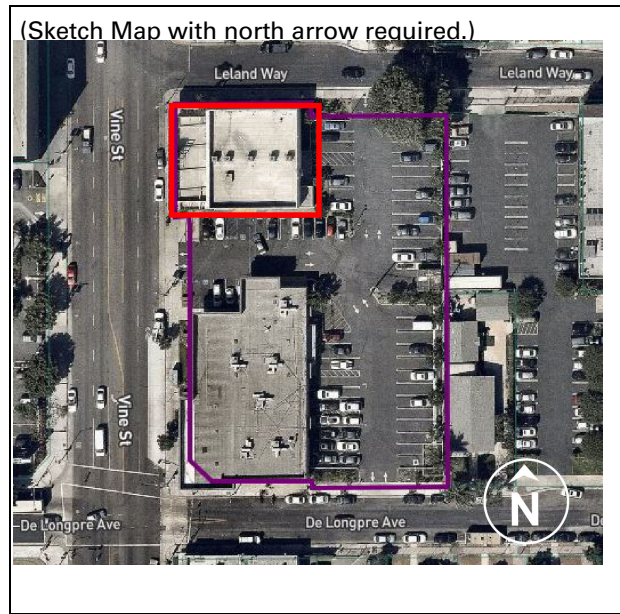 (Sketch Map with north arrow required.)
Leland Way
Leland Way
Vine St
Vine St
De Longpre Ave
De Longpre Ave
De
N